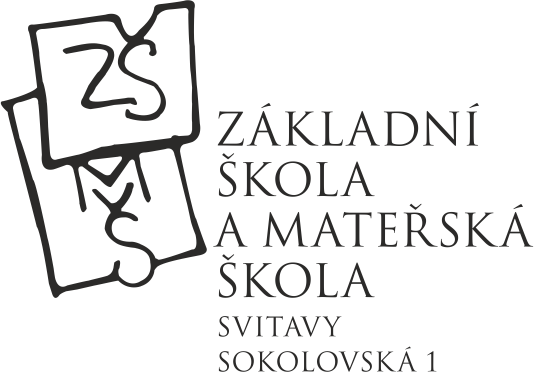 ZŠ
MŠ
ZÁKLADNÍ
ŠKOLA
A MATEŘSKÁ
ŠKOLA
SVITAVY
SOKOLOVSKÁ 1